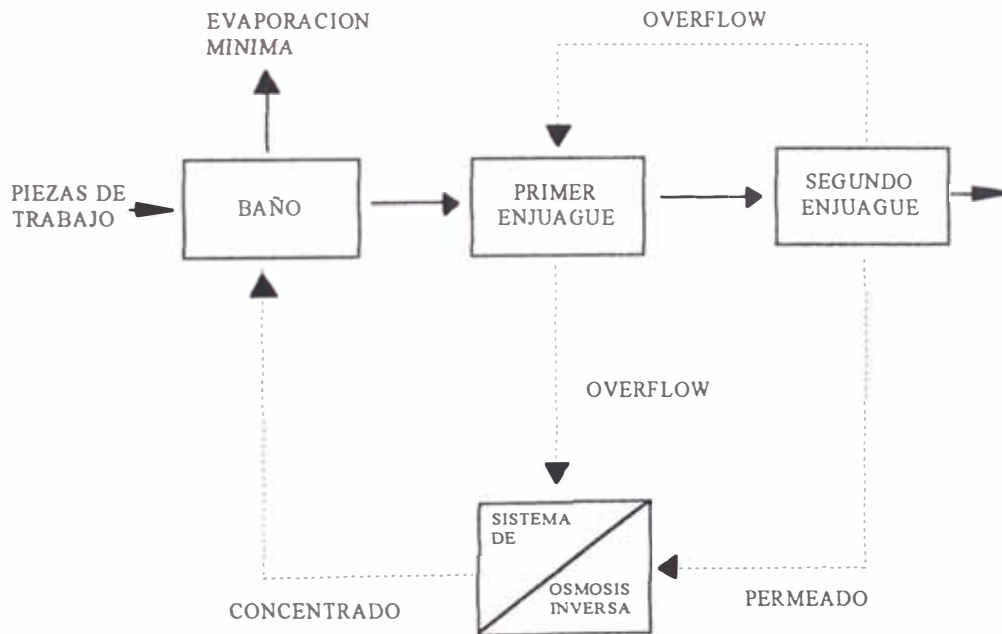 EVAPORACION
MINIMA
OVERFLOW
PIEZAS DE
TRABAJO
BAÑO
PRIMER
ENJUAGUE
SEGUNDO
ENJUAGUE
OVERFLOW
SISTEMA
DE
OSMOSIS
INVERSA
CONCENTRADO
PERMEADO